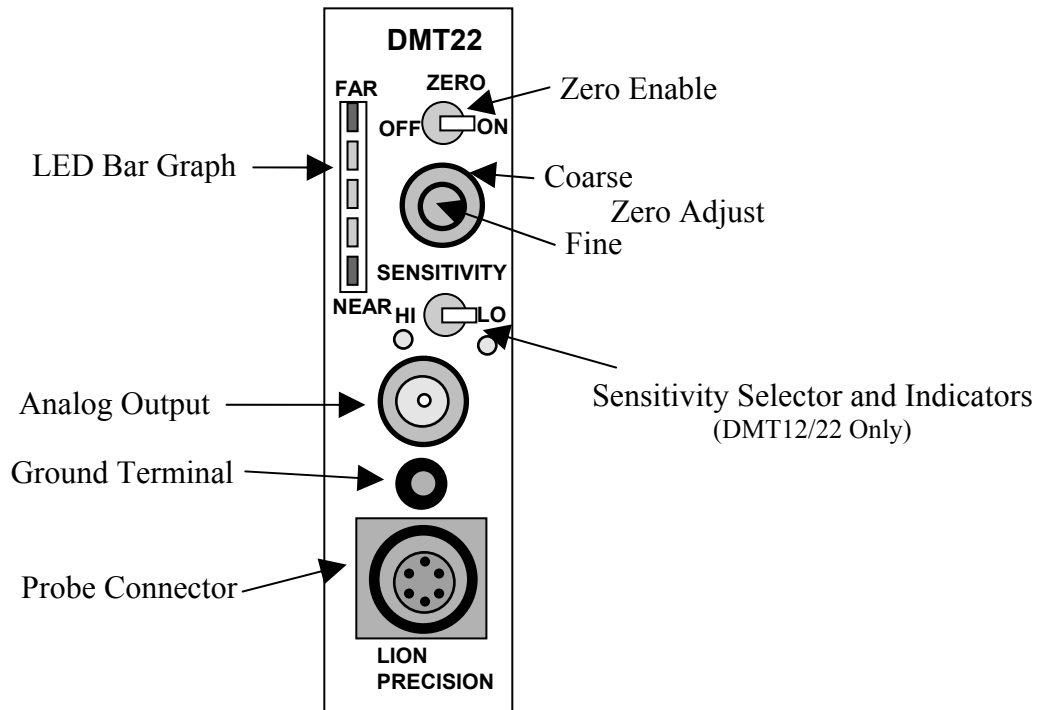 DMT22
ZERO
FAR
OFF
ON
Zero Enable
LED Bar Graph
Coarse
Zero Adjust
Fine
SENSITIVITY
NEAR
HI
LO
Sensitivity Selector and Indicators
(DMT12/22 Only)
Analog Output
Ground Terminal
Probe Connector
LION
PRECISION